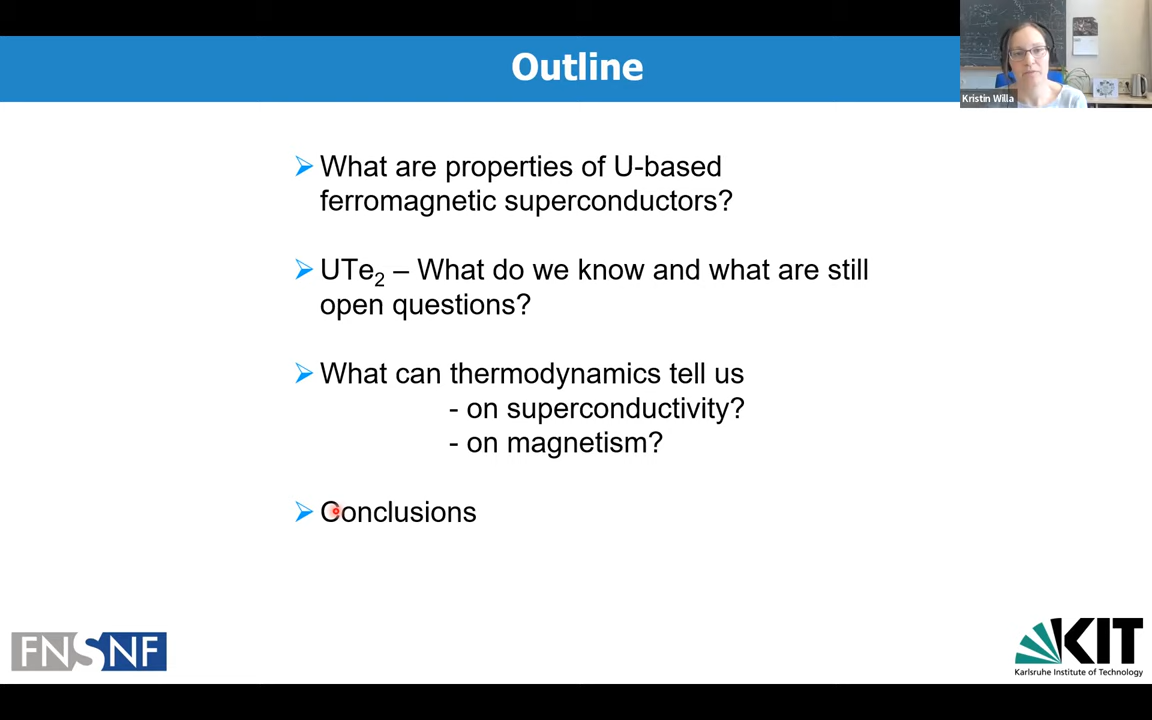 Outline
Kristin Willa
➢ What are properties of U-based
ferromagnetic superconductors?
➢ UTe₂ – What do we know and what are still
open questions?
➢ What can thermodynamics tell us
- on superconductivity?
- on magnetism?
➢ Conclusions
FNSNF
KIT
Karlsruhe Institute of Technology